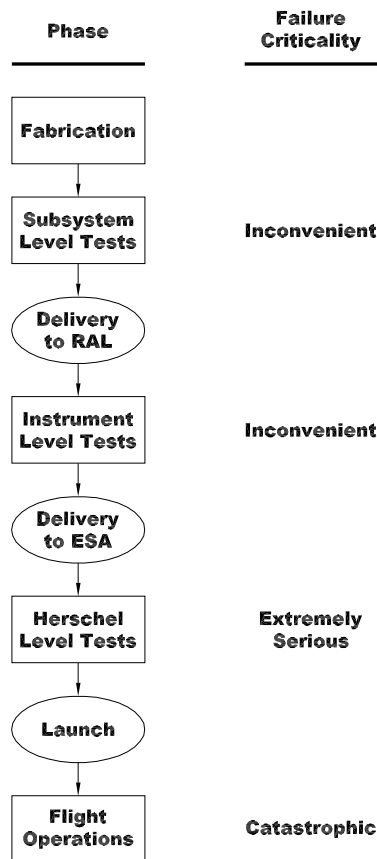 Phase
Failure
Criticality
Fabrication
Subsystem
Level Tests
Inconvenient
Delivery
to RAL
Instrument
Level Tests
Inconvenient
Delivery
to ESA
Herschel
Level Tests
Extremely
Serious
Launch
Flight
Operations
Catastrophic